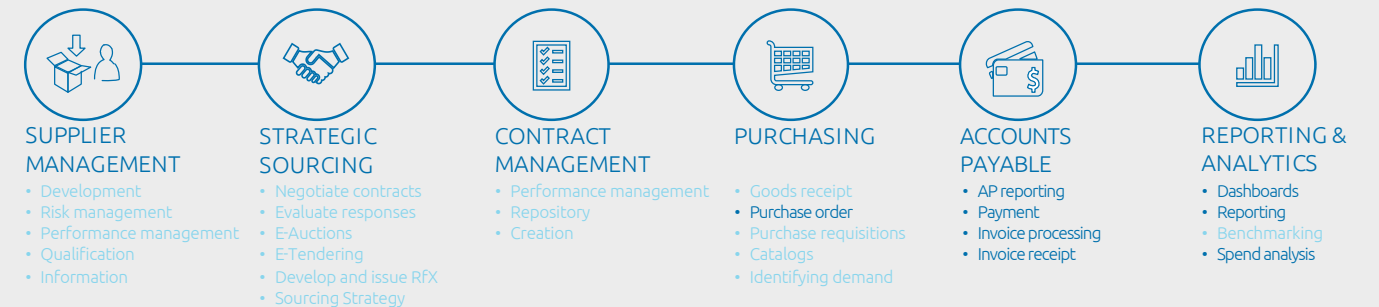 SUPPLIER
MANAGEMENT
• Development
• Risk management
• Performance management
• Qualification
• Information
STRATEGIC
SOURCING
• Negotiate contracts
• Evaluate responses
• E-Auctions
• E-Tendering
• Develop and issue RfX
• Sourcing Strategy
CONTRACT
MANAGEMENT
• Performance management
• Repository
• Creation
PURCHASING
• Goods receipt
• Purchase order
• Purchase requisitions
• Catalogs
• Identifying demand
$
ACCOUNTS
PAYABLE
• AP reporting
• Payment
• Invoice processing
• Invoice receipt
REPORTING &
ANALYTICS
• Dashboards
• Reporting
• Benchmarking
• Spend analysis